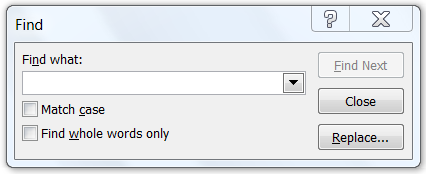 Find
Find what:
Find Next
Match case
Close
Find whole words only
Replace...